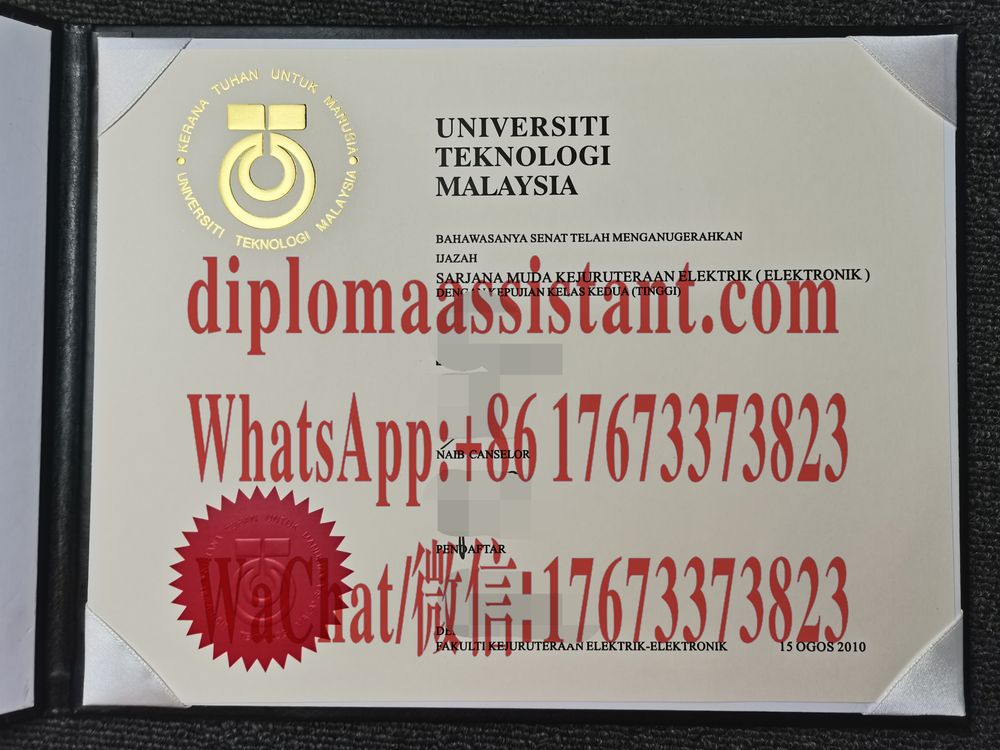 KERANA TUHAN UNTUK MANUSIA
UNIVERSITI TEKNOLOGI MALAYSIA
UNIVERSITI
TEKNOLOGI
MALAYSIA
BAHAWASANYA SENAT TELAH MENGANUGERAHKAN
IJAZAH
SARJANA MUDA KEJURUTERAAN ELEKTRIK ( ELEKTRONIK )
DENGAN KEPUJIAN KELAS KEDUA (TINGGI)
diplomaassistant.com
WhatsApp:+86 17673373823
NAIB CANSELOR
PENDAFTAR
WaChat/微信:17673373823
FAKULTI KEJURUTERAAN ELEKTRIK-ELEKTRONIK 15 OGOS 2010